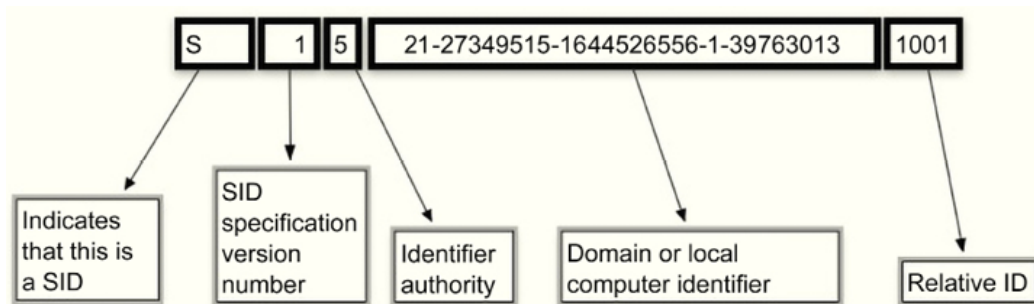 S 1 5 21-27349515-1644526556-1-39763013 1001
Indicates
that this is
a SID
SID
specification
version
number
Identifier
authority
Domain or local
computer identifier
Relative ID